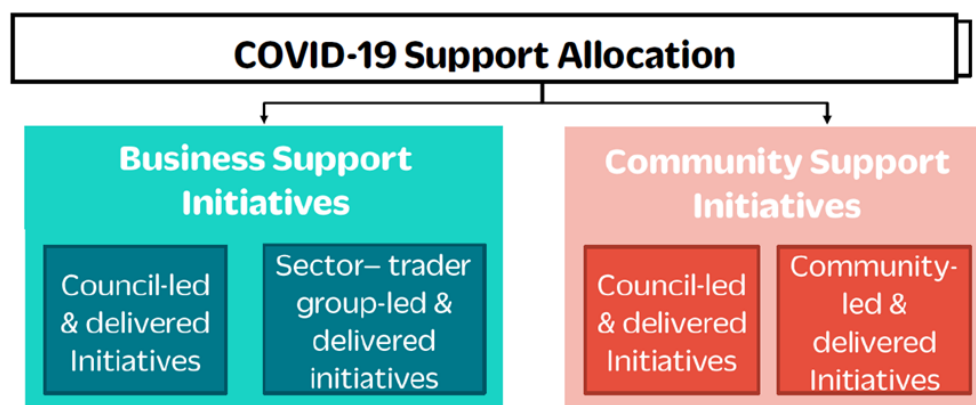 COVID-19 Support Allocation
Business Support
Initiatives
Council-led
& delivered
Initiatives
Sector– trader
group-led &
delivered
initiatives
Community Support
Initiatives
Council-led
& delivered
Initiatives
Community-
led &
delivered
Initiatives